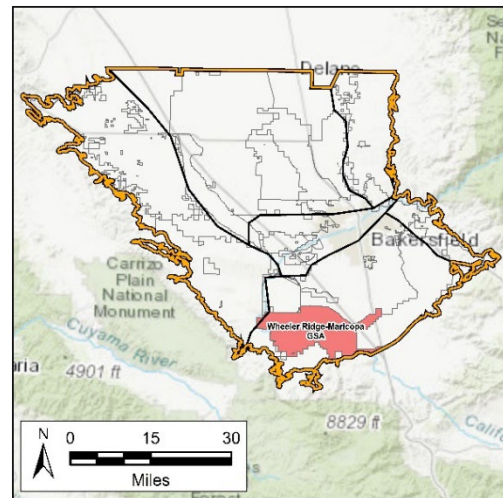 Delano
Bakersfield
Carrizo
Plain
National
Monument
Wheeler Ridge-Maricopa
GSA
Cuyama River
4901 ft
8829 ft
N
0 15 30
Miles